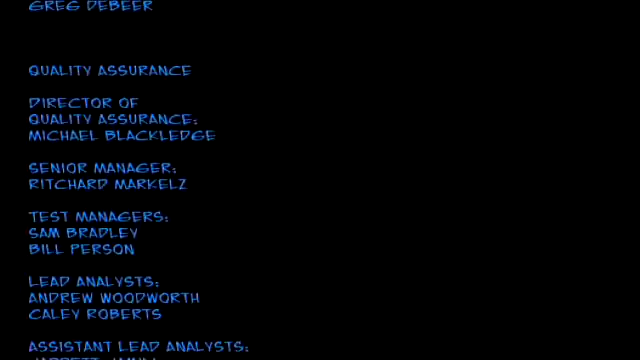 GREG DEBEER
QUALITY ASSURANCE
DIRECTOR OF
QUALITY ASSURANCE:
MICHAEL BLACKLEDGE
SENIOR MANAGER:
RITCHARD MARKELZ
TEST MANAGERS:
SAM BRADLEY
BILL PERSON
LEAD ANALYSTS:
ANDREW WOODWORTH
CALEY ROBERTS
ASSISTANT LEAD ANALYSTS: